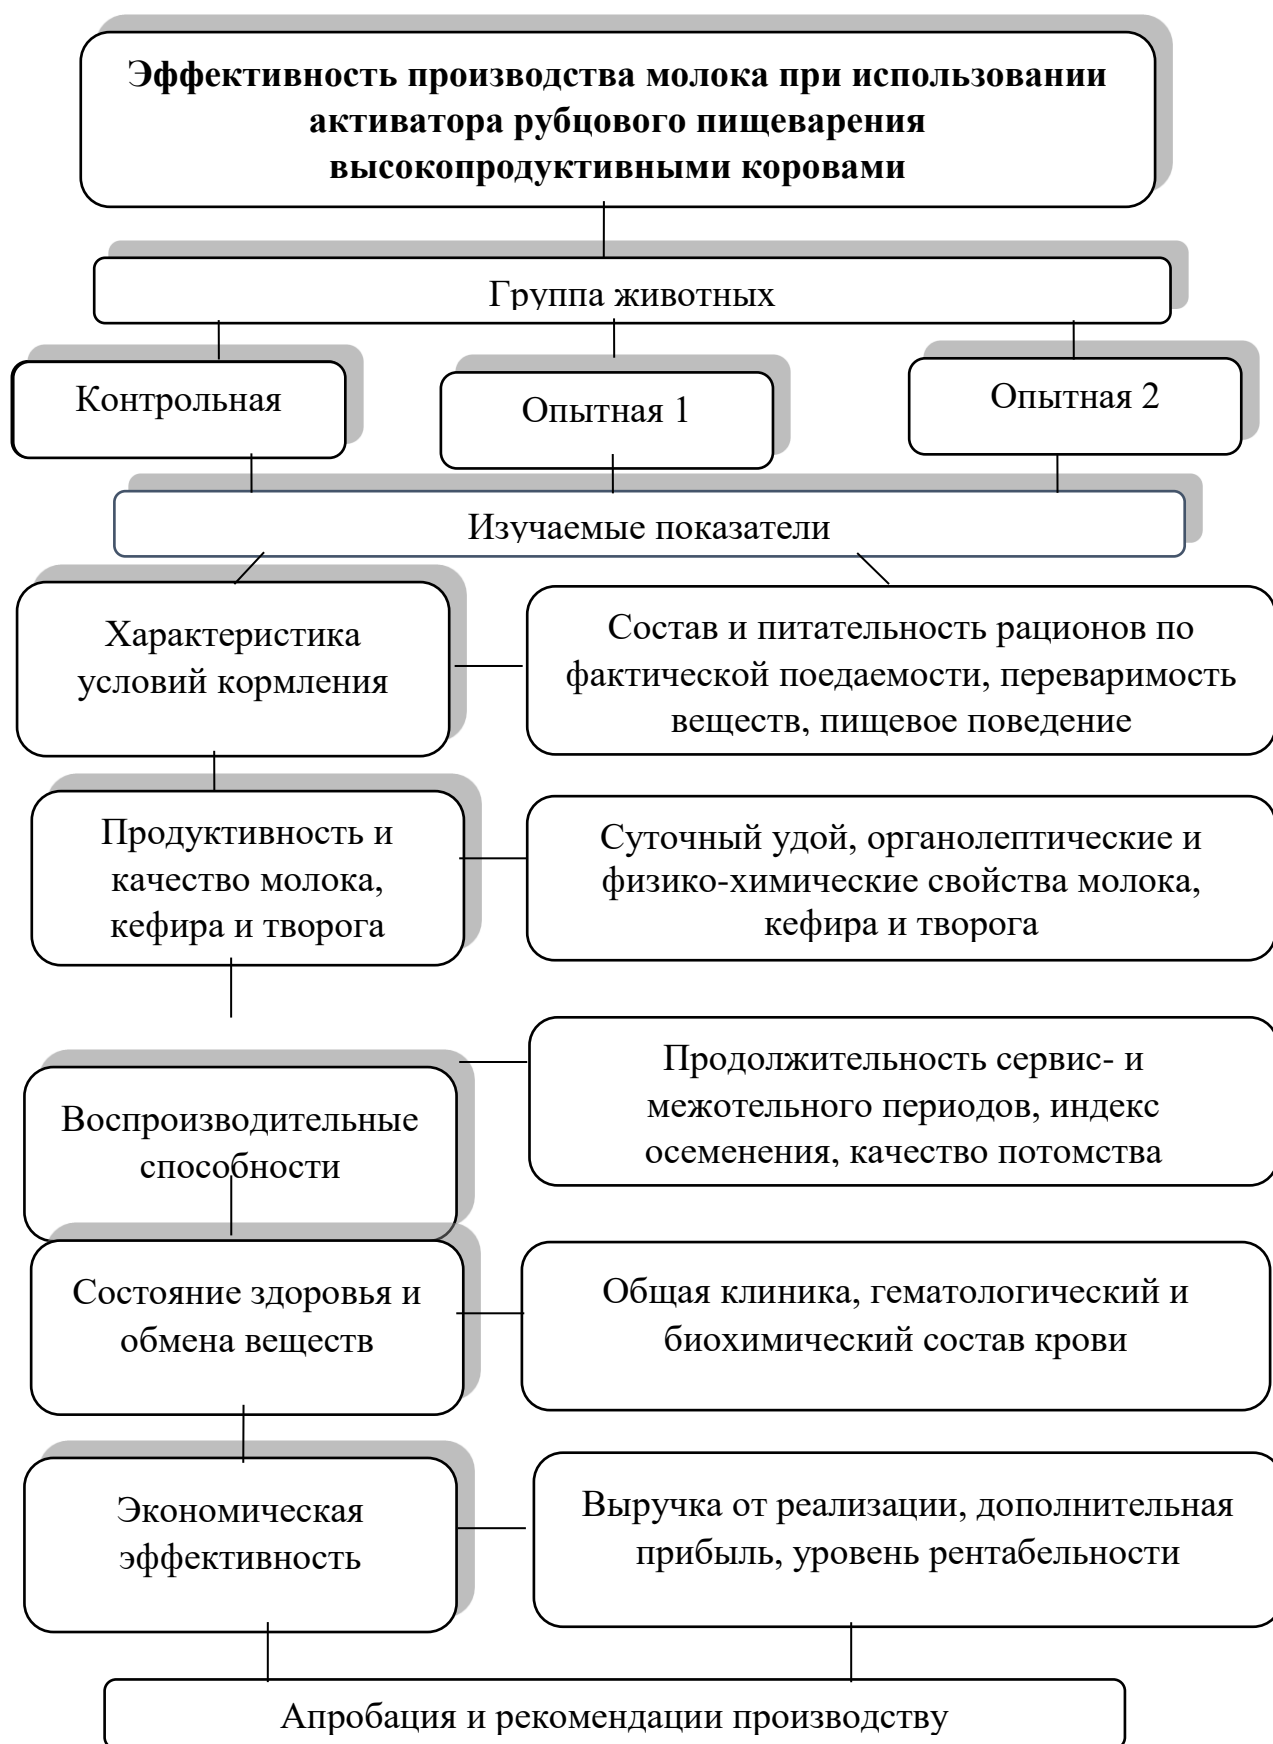 Эффективность производства молока при использовании
активатора рубцового пищеварения
высокопродуктивными коровами
Группа животных
Контрольная
Опытная 1
Опытная 2
Изучаемые показатели
Характеристика
условий кормления
Состав и питательность рационов по
фактической поедаемости, переваримость
веществ, пищевое поведение
Продуктивность и
качество молока,
кефира и творога
Суточный удой, органолептические и
физико-химические свойства молока,
кефира и творога
Воспроизводительные
способности
Продолжительность сервис- и
межотельного периодов, индекс
осеменения, качество потомства
Состояние здоровья и
обмена веществ
Общая клиника, гематологический и
биохимический состав крови
Экономическая
эффективность
Выручка от реализации, дополнительная
прибыль, уровень рентабельности
Апробация и рекомендации производству